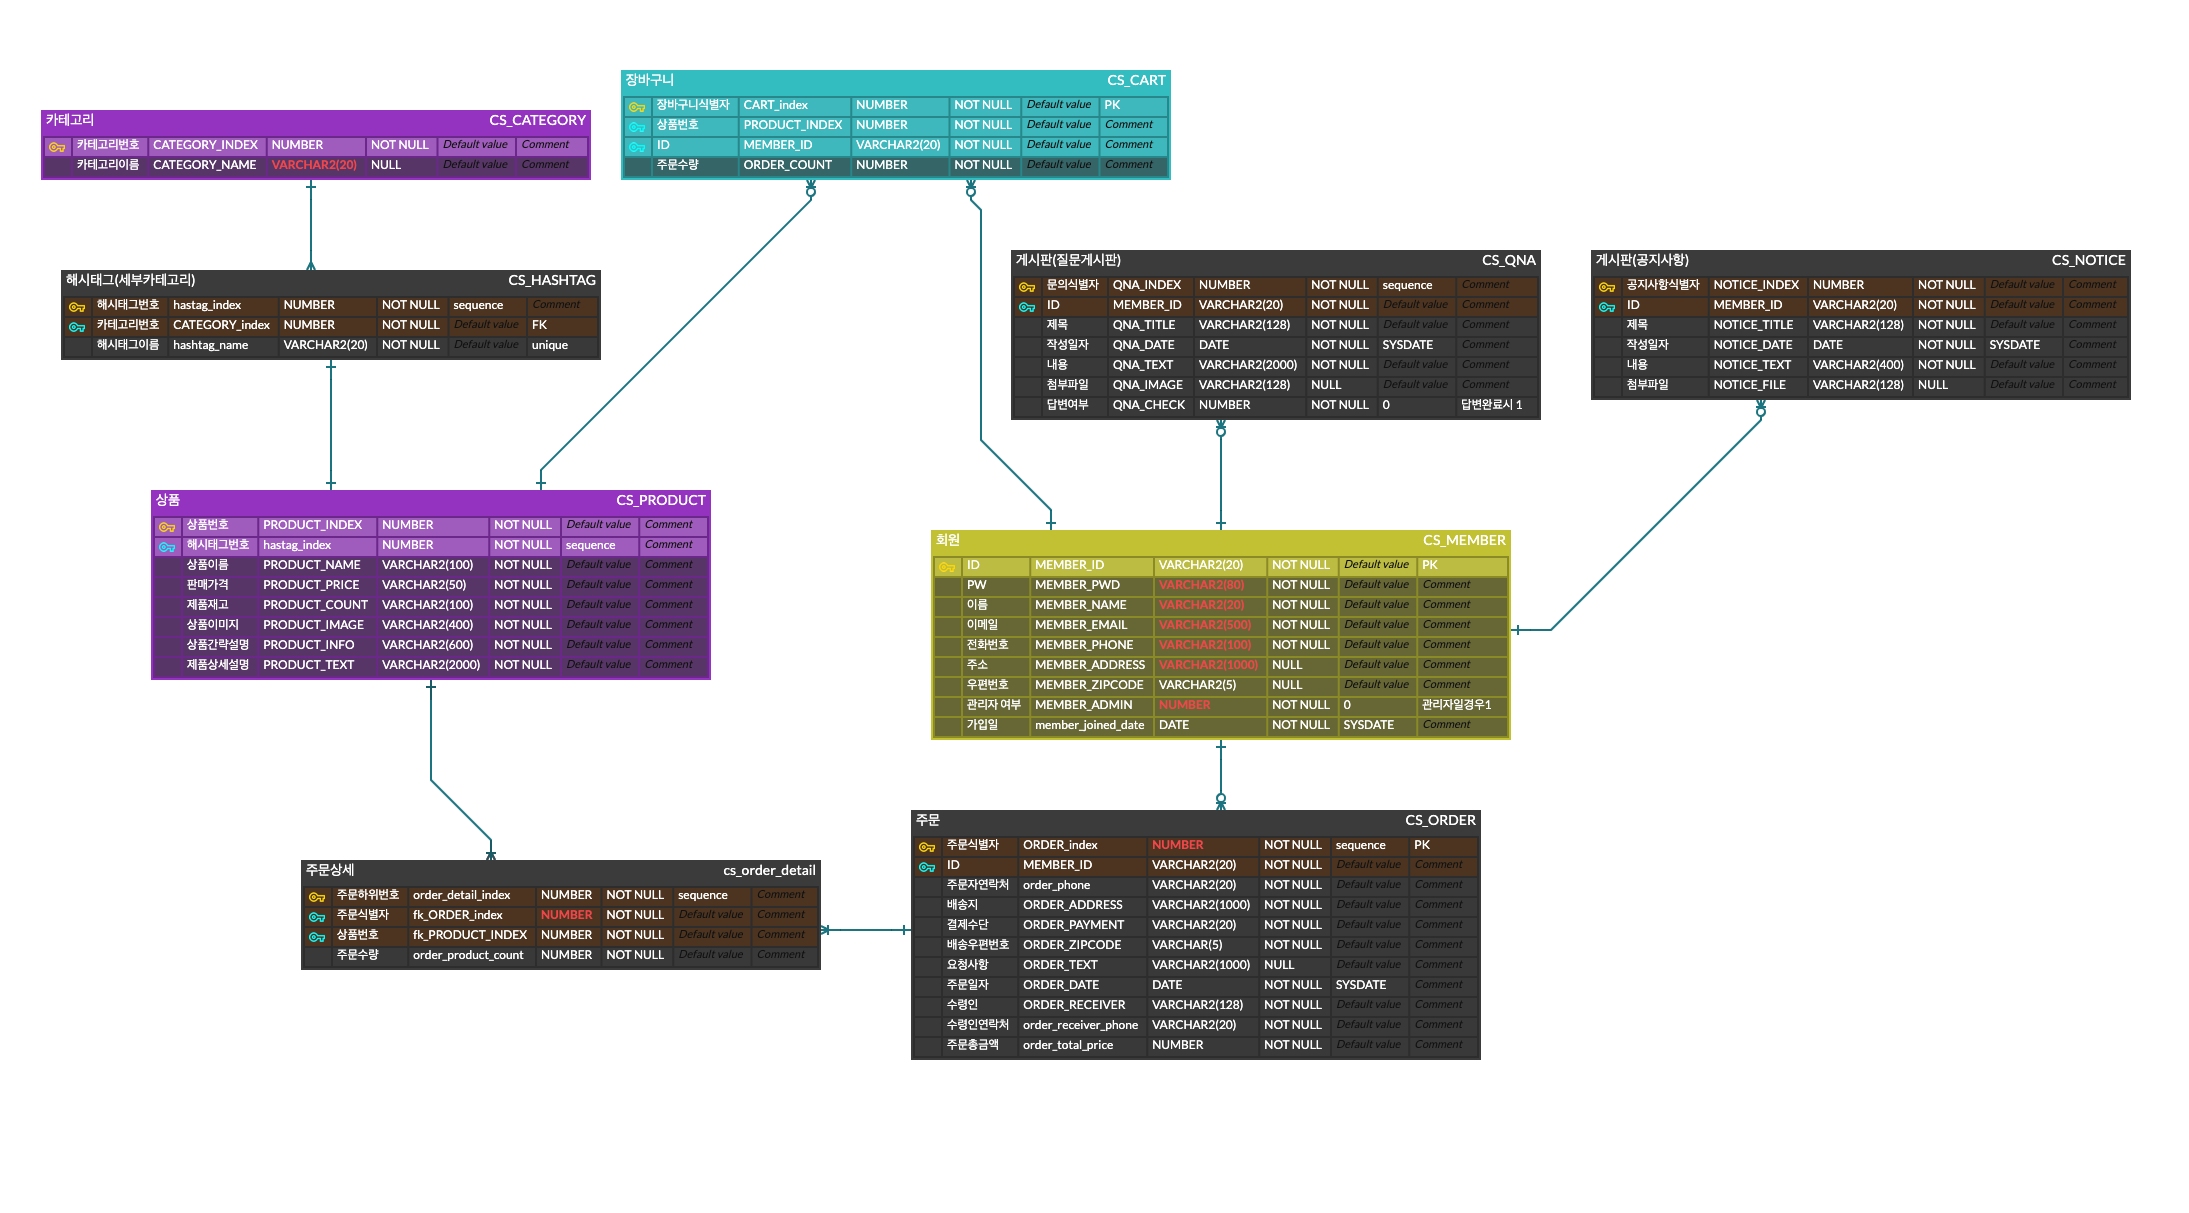 장바구니 CS_CART
장바구니식별자 CART_index NUMBER NOT NULL Default value PK
상품번호 PRODUCT_INDEX NUMBER NOT NULL Default value Comment
ID MEMBER_ID VARCHAR2(20) NOT NULL Default value Comment
주문수량 ORDER_COUNT NUMBER NOT NULL Default value Comment
카테고리 CS_CATEGORY
카테고리번호 CATEGORY_INDEX NUMBER NOT NULL Default value Comment
카테고리이름 CATEGORY_NAME VARCHAR2(20) NULL Default value Comment
해시태그(세부카테고리) CS_HASHTAG
해시태그번호 hastag_index NUMBER NOT NULL sequence Comment
카테고리번호 CATEGORY_index NUMBER NOT NULL Default value FK
해시태그이름 hashtag_name VARCHAR2(20) NOT NULL Default value unique
게시판(질문게시판) CS_QNA
문의식별자 QNA_INDEX NUMBER NOT NULL sequence Comment
ID MEMBER_ID VARCHAR2(20) NOT NULL Default value Comment
제목 QNA_TITLE VARCHAR2(128) NOT NULL Default value Comment
작성일자 QNA_DATE DATE NOT NULL SYSDATE Comment
내용 QNA_TEXT VARCHAR2(2000) NOT NULL Default value Comment
첨부파일 QNA_IMAGE VARCHAR2(128) NULL Default value Comment
답변여부 QNA_CHECK NUMBER NOT NULL 0 답변완료시 1
게시판(공지사항) CS_NOTICE
공지사항식별자 NOTICE_INDEX NUMBER NOT NULL Default value Comment
ID MEMBER_ID VARCHAR2(20) NOT NULL Default value Comment
제목 NOTICE_TITLE VARCHAR2(128) NOT NULL Default value Comment
작성일자 NOTICE_DATE DATE NOT NULL SYSDATE Comment
내용 NOTICE_TEXT VARCHAR2(400) NOT NULL Default value Comment
첨부파일 NOTICE_FILE VARCHAR2(128) NULL Default value Comment
상품 CS_PRODUCT
상품번호 PRODUCT_INDEX NUMBER NOT NULL Default value Comment
해시태그번호 hastag_index NUMBER NOT NULL sequence Comment
상품이름 PRODUCT_NAME VARCHAR2(100) NOT NULL Default value Comment
판매가격 PRODUCT_PRICE VARCHAR2(50) NOT NULL Default value Comment
제품재고 PRODUCT_COUNT VARCHAR2(100) NOT NULL Default value Comment
상품이미지 PRODUCT_IMAGE VARCHAR2(400) NOT NULL Default value Comment
상품간략설명 PRODUCT_INFO VARCHAR2(600) NOT NULL Default value Comment
제품상세설명 PRODUCT_TEXT VARCHAR2(2000) NOT NULL Default value Comment
회원 CS_MEMBER
ID MEMBER_ID VARCHAR2(20) NOT NULL Default value PK
PW MEMBER_PWD VARCHAR2(80) NOT NULL Default value Comment
이름 MEMBER_NAME VARCHAR2(20) NOT NULL Default value Comment
이메일 MEMBER_EMAIL VARCHAR2(500) NOT NULL Default value Comment
전화번호 MEMBER_PHONE VARCHAR2(100) NOT NULL Default value Comment
주소 MEMBER_ADDRESS VARCHAR2(1000) NULL Default value Comment
우편번호 MEMBER_ZIPCODE VARCHAR2(5) NULL Default value Comment
관리자 여부 MEMBER_ADMIN NUMBER NOT NULL 0 관리자일경우1
가입일 member_joined_date DATE NOT NULL SYSDATE Comment
주문상세 cs_order_detail
주문하위번호 order_detail_index NUMBER NOT NULL sequence Comment
주문식별자 fk_ORDER_index NUMBER NOT NULL Default value Comment
상품번호 fk_PRODUCT_INDEX NUMBER NOT NULL Default value Comment
주문수량 order_product_count NUMBER NOT NULL Default value Comment
주문 CS_ORDER
주문식별자 ORDER_index NUMBER NOT NULL sequence PK
ID MEMBER_ID VARCHAR2(20) NOT NULL Default value Comment
주문자연락처 order_phone VARCHAR2(20) NOT NULL Default value Comment
배송지 ORDER_ADDRESS VARCHAR2(1000) NOT NULL Default value Comment
결제수단 ORDER_PAYMENT VARCHAR2(20) NOT NULL Default value Comment
배송우편번호 ORDER_ZIPCODE VARCHAR(5) NOT NULL Default value Comment
요청사항 ORDER_TEXT VARCHAR2(1000) NULL Default value Comment
주문일자 ORDER_DATE DATE NOT NULL SYSDATE Comment
수령인 ORDER_RECEIVER VARCHAR2(128) NOT NULL Default value Comment
수령인연락처 order_receiver_phone VARCHAR2(20) NOT NULL Default value Comment
주문총금액 order_total_price NUMBER NOT NULL Default value Comment